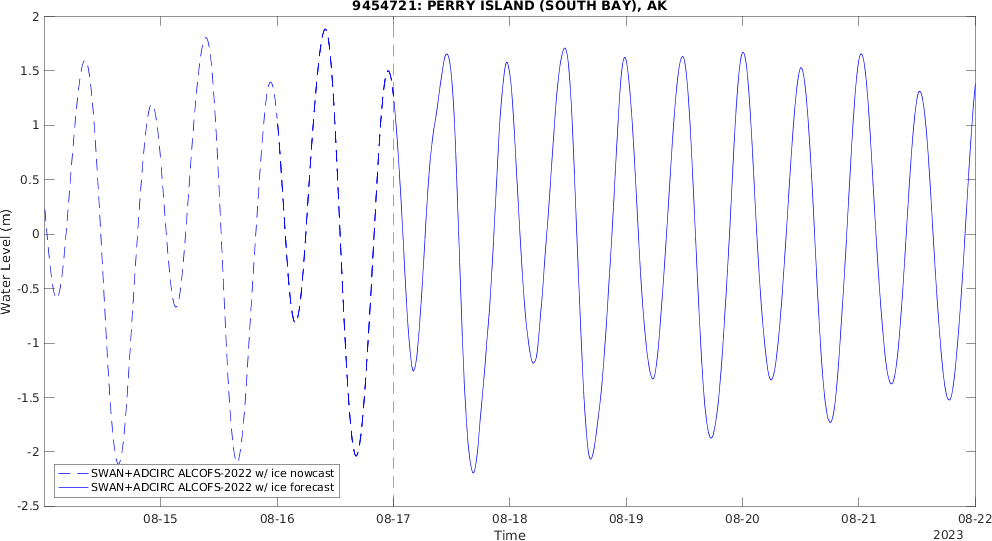 9454721: PERRY ISLAND (SOUTH BAY), AK
2
1.5
1
0.5
0
-0.5
-1
-1.5
-2
-2.5
Water Level (m)
SWAN+ADCIRC ALCOFS-2022 w/ ice nowcast
SWAN+ADCIRC ALCOFS-2022 w/ ice forecast
08-15 08-16 08-17 08-18 08-19 08-20 08-21 08-22
Time
2023